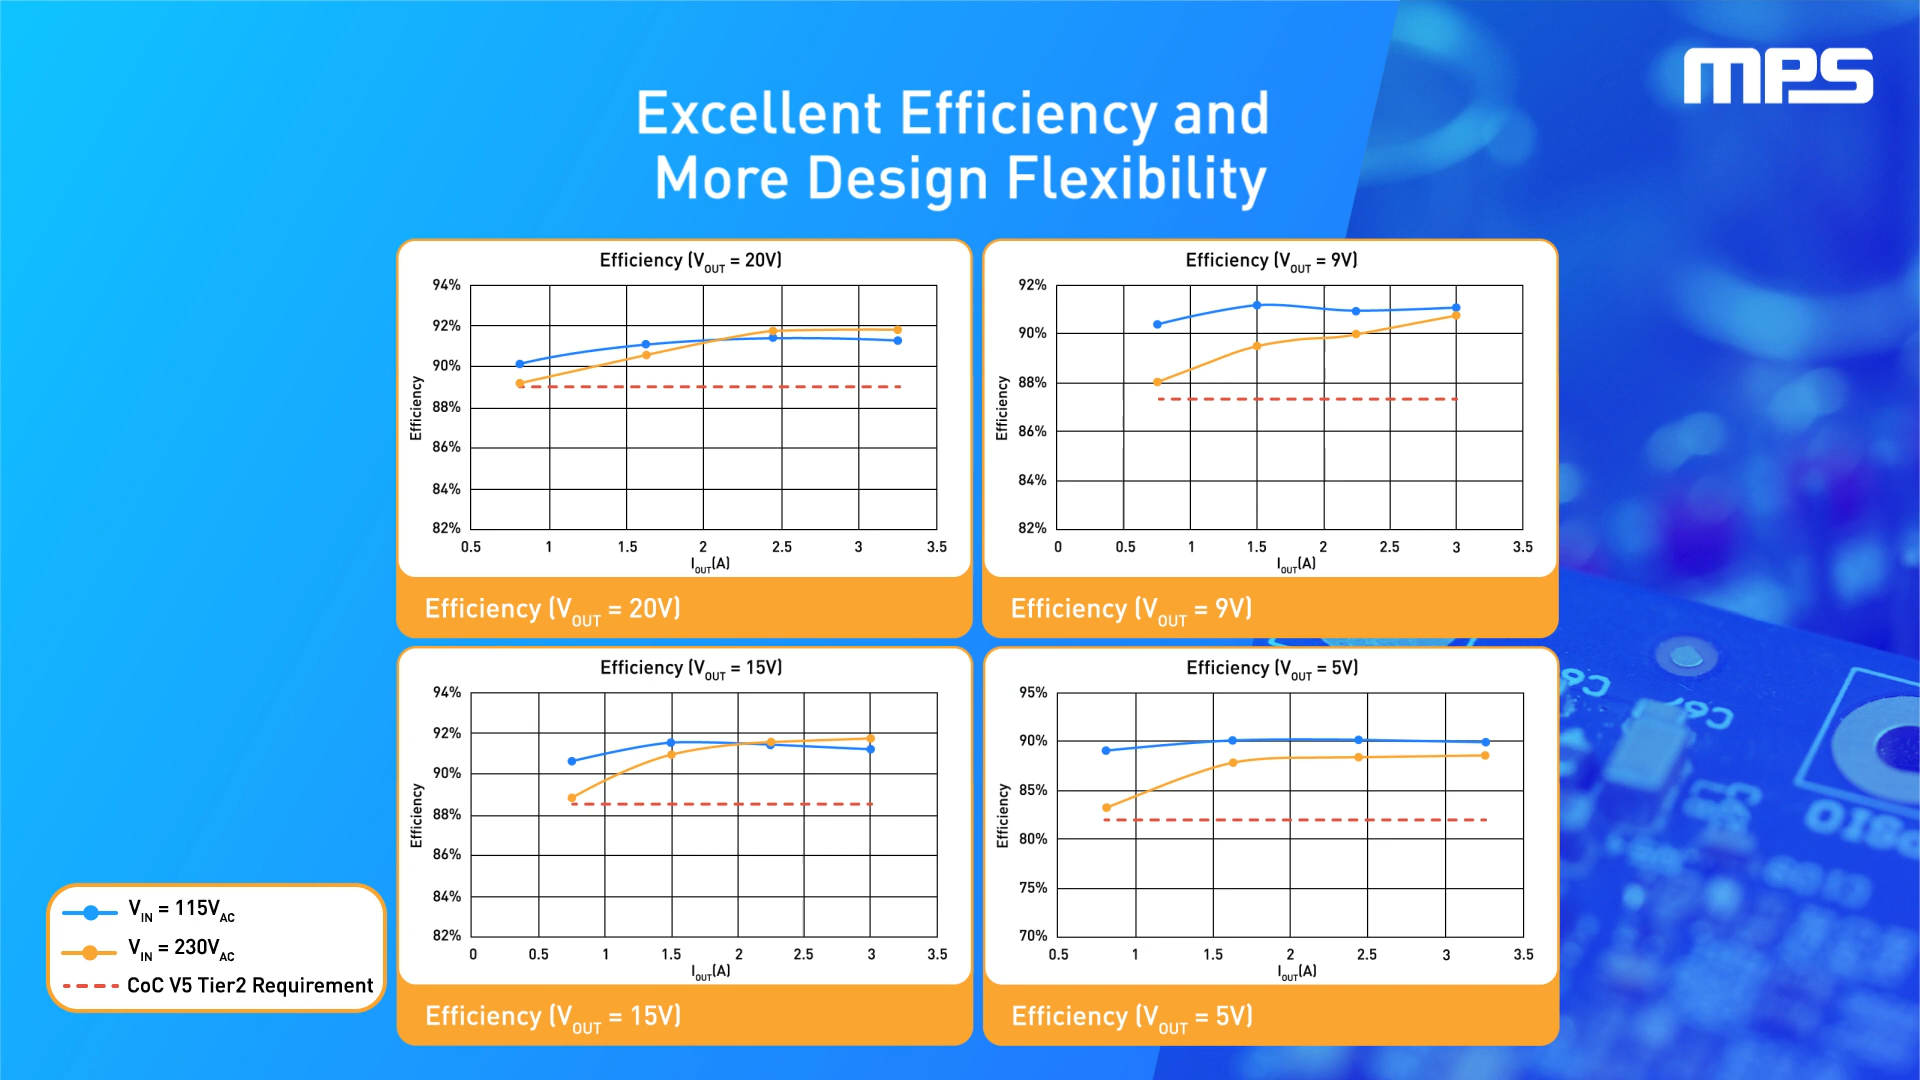 MPS
Excellent Efficiency and
More Design Flexibility
Efficiency (VOUT = 20V)
94%
92%
90%
88%
86%
84%
82%
Efficiency
0.5 1 1.5 2 2.5 3 3.5
IOUT(A)
Efficiency (VOUT = 20V)
Efficiency (VOUT = 9V)
92%
90%
88%
86%
84%
82%
Efficiency
0 0.5 1 1.5 2 2.5 3 3.5
IOUT(A)
Efficiency (VOUT = 9V)
Efficiency (VOUT = 15V)
94%
92%
90%
88%
86%
84%
82%
Efficiency
0 0.5 1 1.5 2 2.5 3 3.5
IOUT(A)
Efficiency (VOUT = 15V)
Efficiency (VOUT = 5V)
95%
90%
85%
80%
75%
70%
Efficiency
0.5 1 1.5 2 2.5 3 3.5
IOUT(A)
Efficiency (VOUT = 5V)
VIN = 115VAC
VIN = 230VAC
CoC V5 Tier2 Requirement